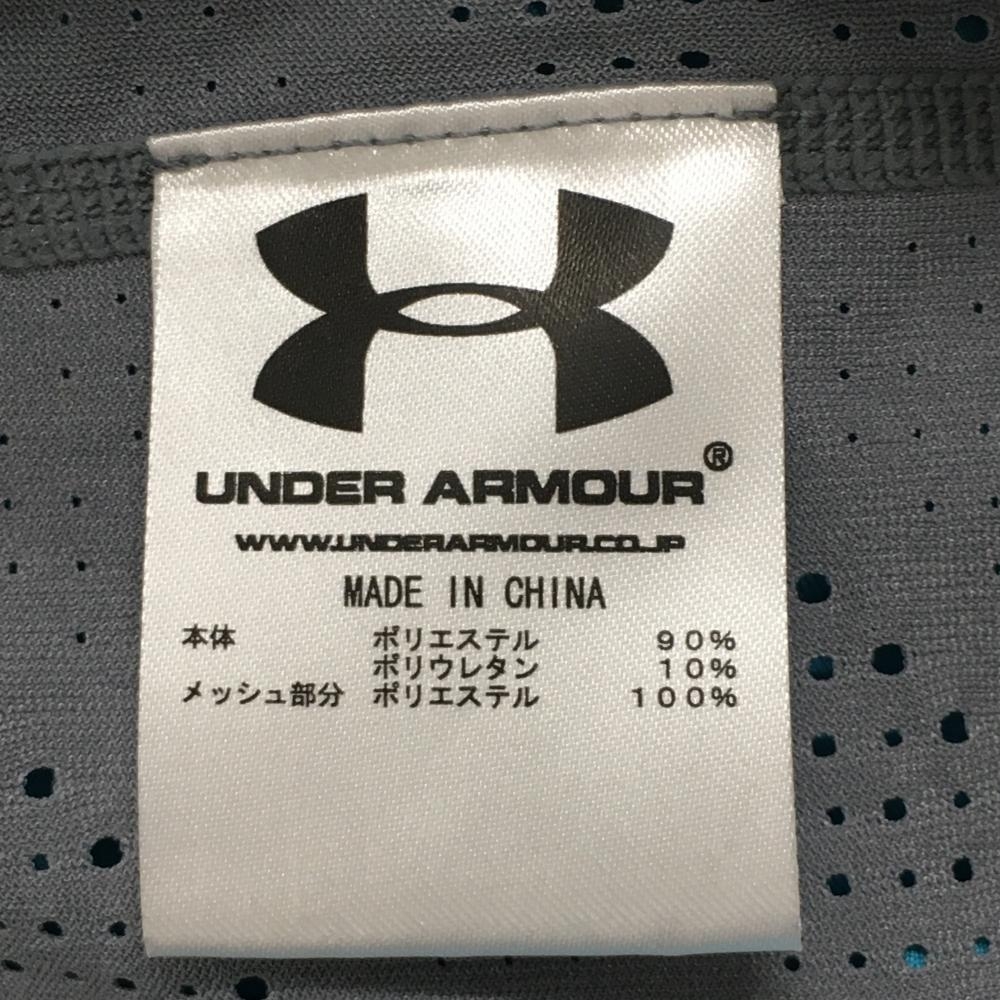 UNDER ARMOUR®
WWW.UNDERARMOUR.CO.JP
MADE IN CHINA
本体 ポリエステル 90%
ポリウレタン 10%
メッシュ部分 ポリエステル 100%